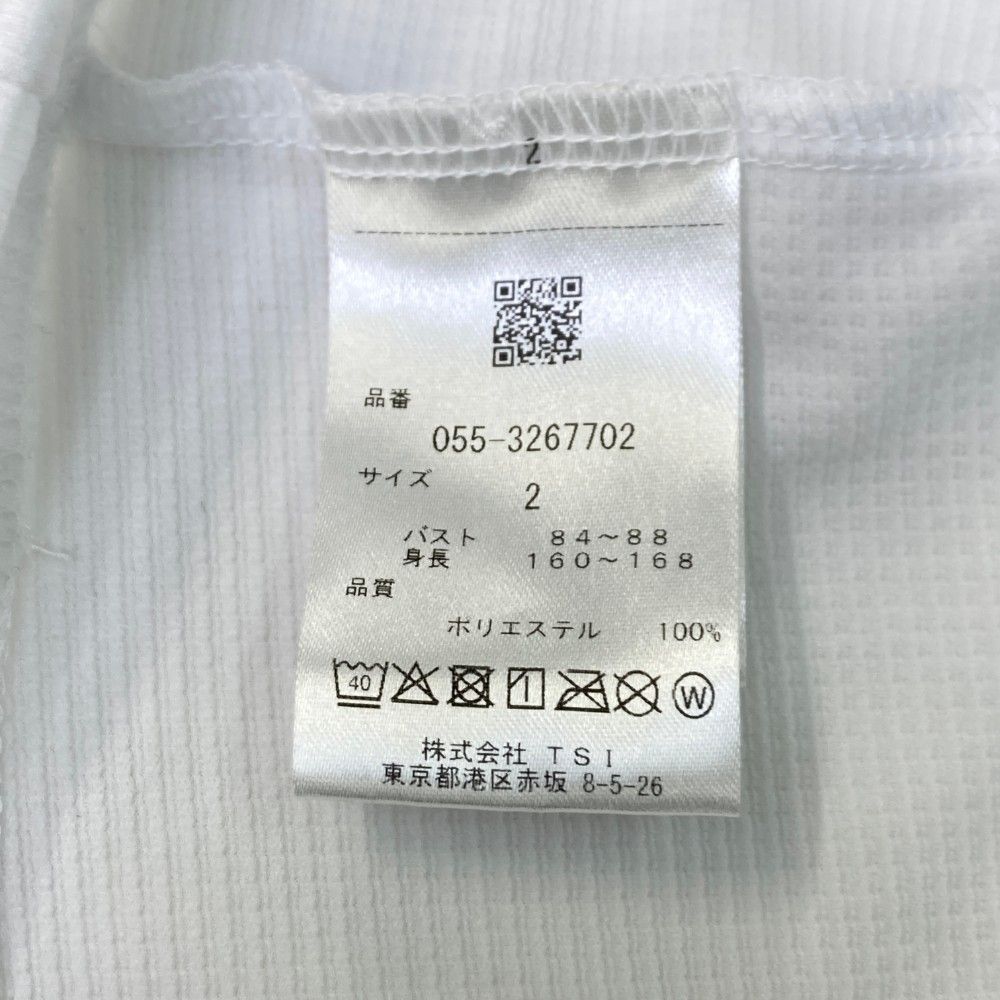 2
品番
055-3267702
サイズ
2
バスト 84～88
身長 160～168
品質
ポリエステル 100%
40
W
株式会社 TSI
東京都港区赤坂 8-5-26